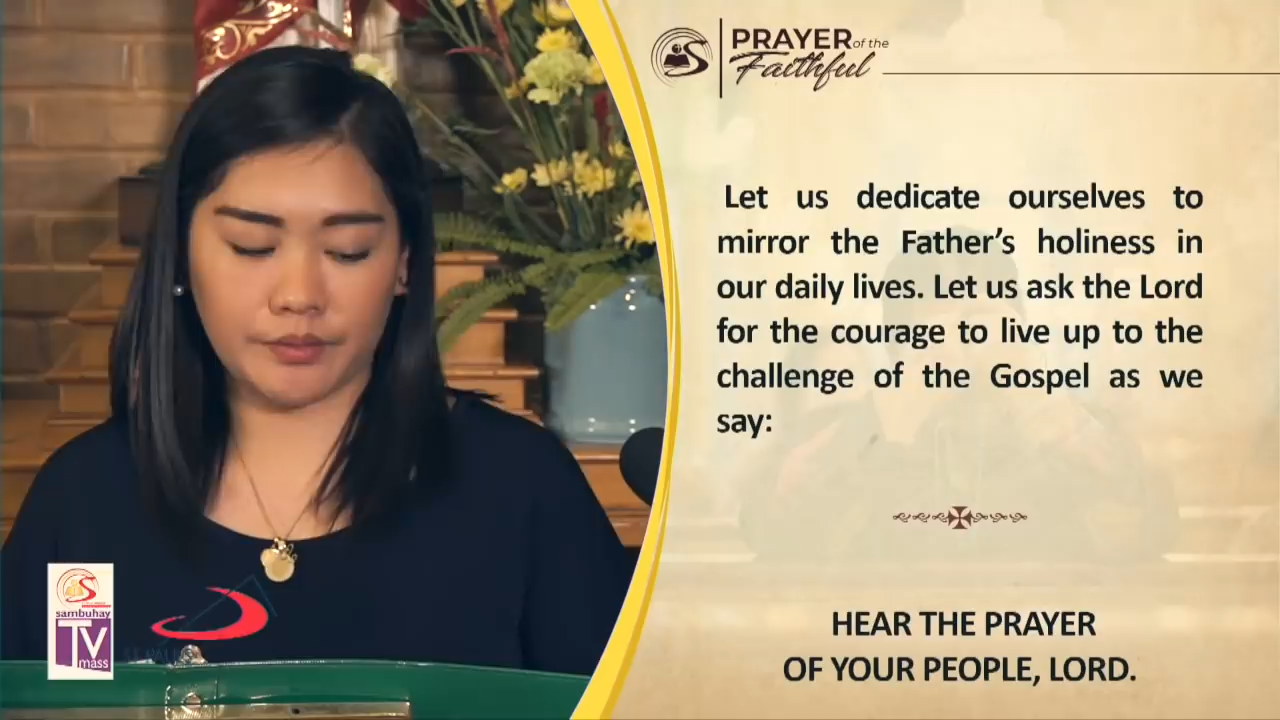 PRAYER of the
Faithful
Let us dedicate ourselves to
mirror the Father's holiness in
our daily lives. Let us ask the Lord
for the courage to live up to the
challenge of the Gospel as we
say:
HEAR THE PRAYER
OF YOUR PEOPLE, LORD.
sambuhay
TV
mass